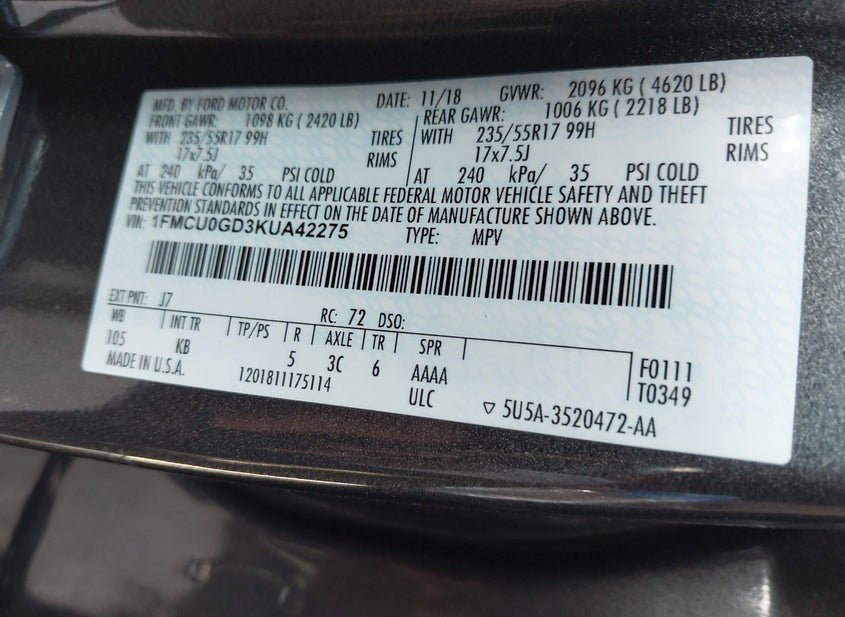 MFD. BY FORD MOTOR CO. DATE: 11/18 GVWR: 2096 KG ( 4620 LB)
FRONT GAWR: 1098 KG ( 2420 LB) REAR GAWR: 1006 KG ( 2218 LB)
WITH 235/55R17 99H TIRES WITH 235/55R17 99H TIRES
17x7.5J RIMS 17x7.5J RIMS
AT 240 kPa/ 35 PSI COLD AT 240 kPa/ 35 PSI COLD
THIS VEHICLE CONFORMS TO ALL APPLICABLE FEDERAL MOTOR VEHICLE SAFETY AND THEFT
PREVENTION STANDARDS IN EFFECT ON THE DATE OF MANUFACTURE SHOWN ABOVE.
VIN: 1FMCU0GD3KUA42275 TYPE: MPV
EXT PNT: J7 RC: 72 DSO:
WB INT TR TP/PS R AXLE TR SPR
105 KB 5 3C 6 AAAA F0111
MADE IN U.S.A. 1201811175114 ULC T0349
▽ 5U5A-3520472-AA